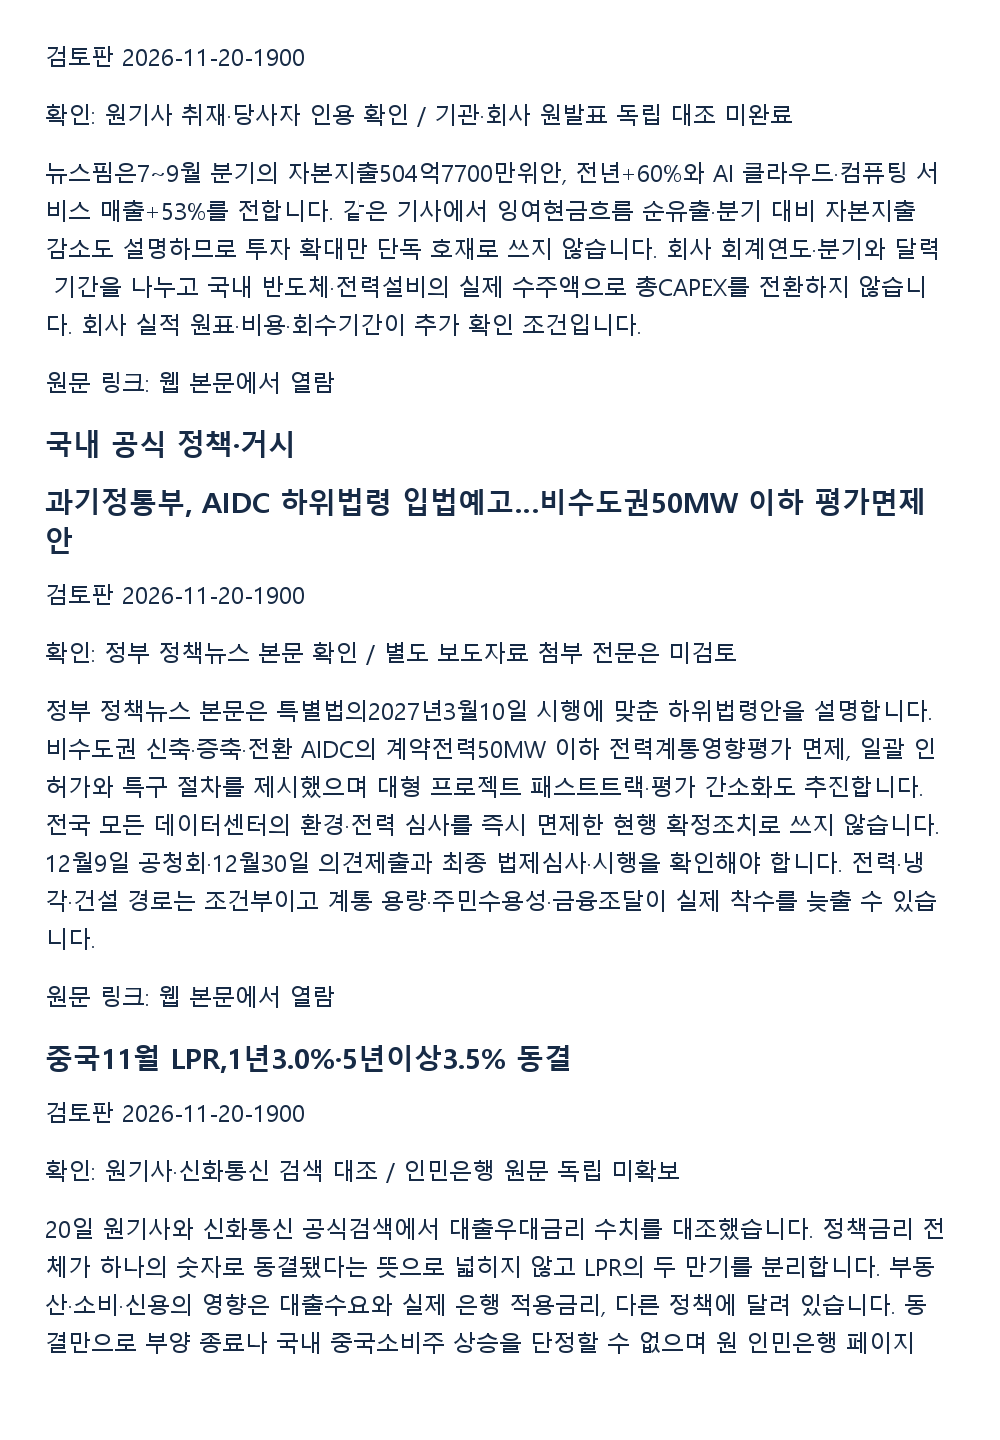 검토판 2026-11-20-1900
확인: 원기사 취재·당사자 인용 확인 / 기관·회사 원발표 독립 대조 미완료
뉴스핌은7~9월 분기의 자본지출504억7700만위안, 전년+60%와 AI 클라우드·컴퓨팅 서
비스 매출+53%를 전합니다. 같은 기사에서 잉여현금흐름 순유출·분기 대비 자본지출
감소도 설명하므로 투자 확대만 단독 호재로 쓰지 않습니다. 회사 회계연도·분기와 달력
기간을 나누고 국내 반도체·전력설비의 실제 수주액으로 총CAPEX를 전환하지 않습니
다. 회사 실적 원표·비용·회수기간이 추가 확인 조건입니다.
원문 링크: 웹 본문에서 열람
국내 공식 정책·거시
과기정통부, AIDC 하위법령 입법예고…비수도권50MW 이하 평가면제
안
검토판 2026-11-20-1900
확인: 정부 정책뉴스 본문 확인 / 별도 보도자료 첨부 전문은 미검토
정부 정책뉴스 본문은 특별법의2027년3월10일 시행에 맞춘 하위법령안을 설명합니다.
비수도권 신축·증축·전환 AIDC의 계약전력50MW 이하 전력계통영향평가 면제, 일괄 인
허가와 특구 절차를 제시했으며 대형 프로젝트 패스트트랙·평가 간소화도 추진합니다.
전국 모든 데이터센터의 환경·전력 심사를 즉시 면제한 현행 확정조치로 쓰지 않습니다.
12월9일 공청회·12월30일 의견제출과 최종 법제심사·시행을 확인해야 합니다. 전력·냉
각·건설 경로는 조건부이고 계통 용량·주민수용성·금융조달이 실제 착수를 늦출 수 있습
니다.
원문 링크: 웹 본문에서 열람
중국11월 LPR,1년3.0%·5년이상3.5% 동결
검토판 2026-11-20-1900
확인: 원기사·신화통신 검색 대조 / 인민은행 원문 독립 미확보
20일 원기사와 신화통신 공식검색에서 대출우대금리 수치를 대조했습니다. 정책금리 전
체가 하나의 숫자로 동결됐다는 뜻으로 넓히지 않고 LPR의 두 만기를 분리합니다. 부동
산·소비·신용의 영향은 대출수요와 실제 은행 적용금리, 다른 정책에 달려 있습니다. 동
결만으로 부양 종료나 국내 중국소비주 상승을 단정할 수 없으며 원 인민은행 페이지